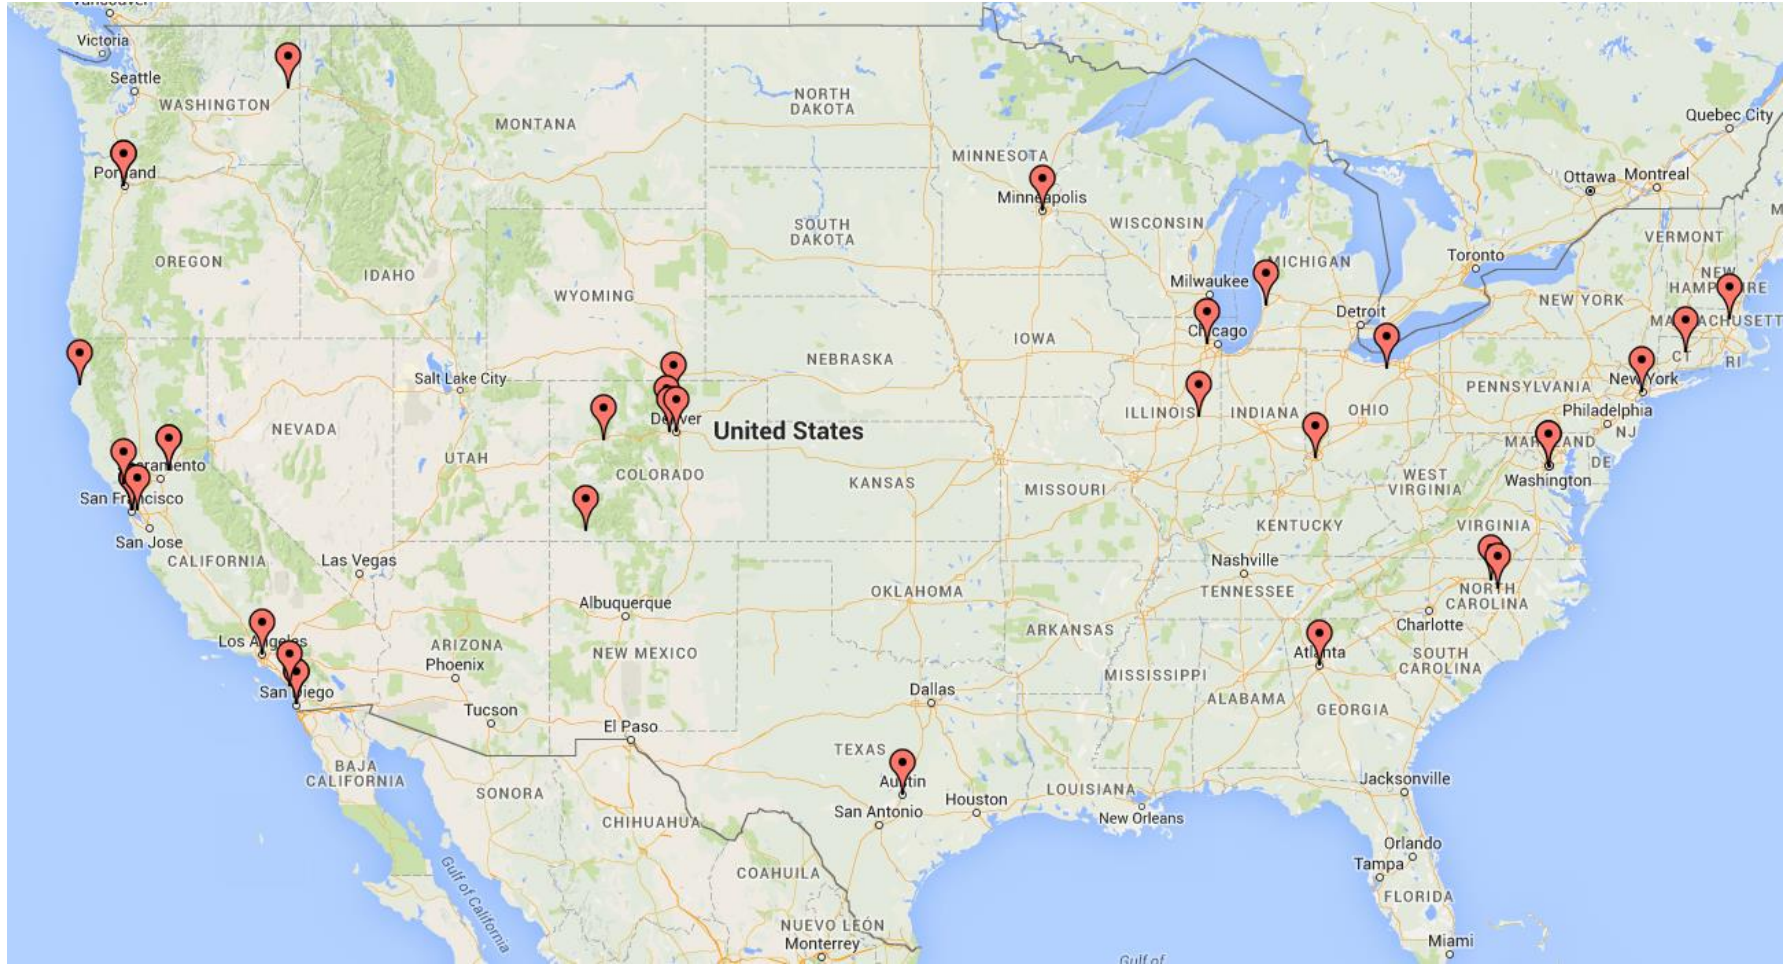 Vancouver
Victoria
Seattle
WASHINGTON
MONTANA
NORTH
DAKOTA
MINNESOTA
Quebec City
Portland
Ottawa
Montreal
Minneapolis
WISCONSIN
SOUTH
DAKOTA
VERMONT
OREGON
IDAHO
WYOMING
MICHIGAN
Toronto
NEW
HAMPSHIRE
Milwaukee
NEW YORK
Detroit
MASSACHUSETT
Chicago
IOWA
NEBRASKA
CT
RI
Salt Lake City
PENNSYLVANIA
New York
ILLINOIS
INDIANA
OHIO
Philadelphia
NJ
Denver
United States
NEVADA
UTAH
COLORADO
KANSAS
MISSOURI
WEST
VIRGINIA
MARYLAND
DE
Washington
Sacramento
San Francisco
San Jose
CALIFORNIA
Las Vegas
KENTUCKY
VIRGINIA
Nashville
TENNESSEE
NORTH
CAROLINA
Charlotte
OKLAHOMA
Albuquerque
ARKANSAS
Los Angeles
ARIZONA
Phoenix
NEW MEXICO
Atlanta
SOUTH
CAROLINA
MISSISSIPPI
ALABAMA
GEORGIA
San Diego
Tucson
Dallas
El Paso
TEXAS
BAJA
CALIFORNIA
SONORA
Austin
San Antonio
Houston
LOUISIANA
New Orleans
Jacksonville
CHIHUAHUA
Orlando
Tampa
FLORIDA
COAHUILA
Gulf of California
NUEVO LEÓN
Monterrey
Miami
Gulf of